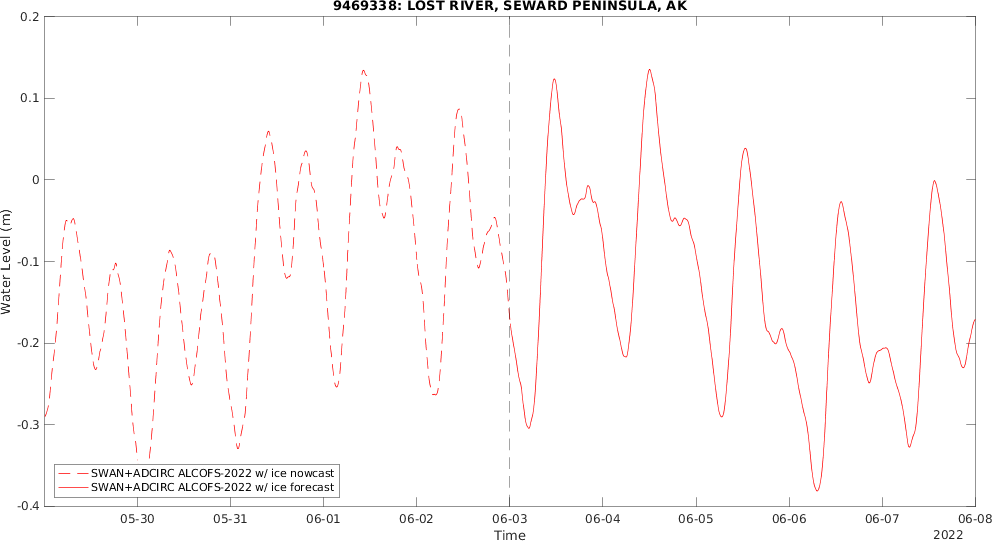 9469338: LOST RIVER, SEWARD PENINSULA, AK
0.2
0.1
0
-0.1
-0.2
-0.3
-0.4
Water Level (m)
SWAN+ADCIRC ALCOFS-2022 w/ ice nowcast
SWAN+ADCIRC ALCOFS-2022 w/ ice forecast
05-30 05-31 06-01 06-02 06-03 06-04 06-05 06-06 06-07 06-08
Time
2022